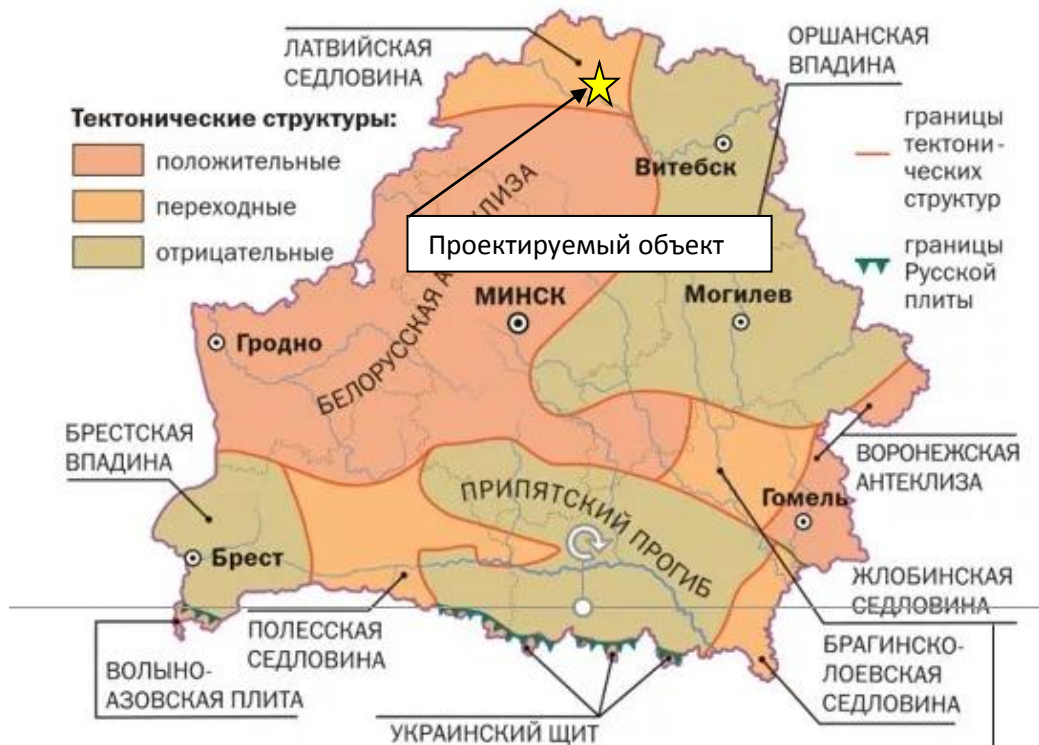 ЛАТВИЙСКАЯ
СЕДЛОВИНА
ОРШАНСКАЯ
ВПАДИНА
Тектонические структуры:
положительные
переходные
отрицательные
границы
тектони-
ческих
структур
границы
Русской
плиты
Витебск
Проектируемый объект
БЕЛОРУССКАЯ А
КЛИЗА
МИНСК
Могилев
Гродно
БРЕСТСКАЯ
ВПАДИНА
ВОРОНЕЖСКАЯ
АНТЕКЛИЗА
ПРИПЯТСКИЙ ПРОГИБ
Гомель
Брест
ЖЛОБИНСКАЯ
СЕДЛОВИНА
ПОЛЕССКАЯ
СЕДЛОВИНА
БРАГИНСКО-
ЛОЕВСКАЯ
СЕДЛОВИНА
ВОЛЫНО-
АЗОВСКАЯ ПЛИТА
УКРАИНСКИЙ ЩИТ